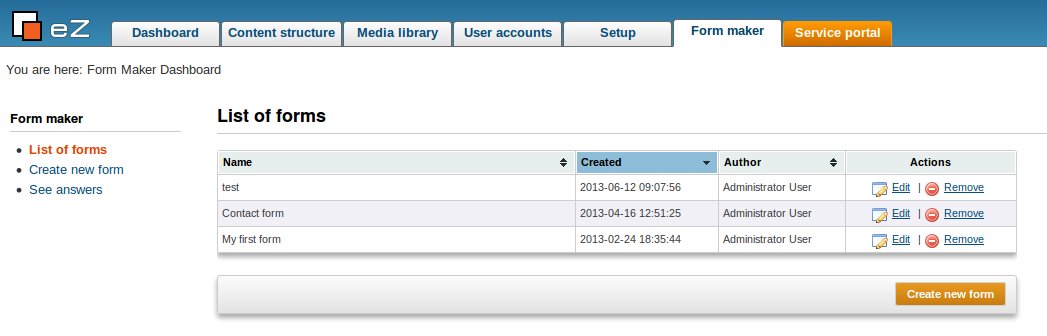 eZ Dashboard Content structure Media library User accounts Setup Form maker Service portal
You are here: Form Maker Dashboard
Form maker
List of forms
Create new form
See answers
List of forms
Name Created Author Actions
test 2013-06-12 09:07:56 Administrator User Edit | Remove
Contact form 2013-04-16 12:51:25 Administrator User Edit | Remove
My first form 2013-02-24 18:35:44 Administrator User Edit | Remove
Create new form